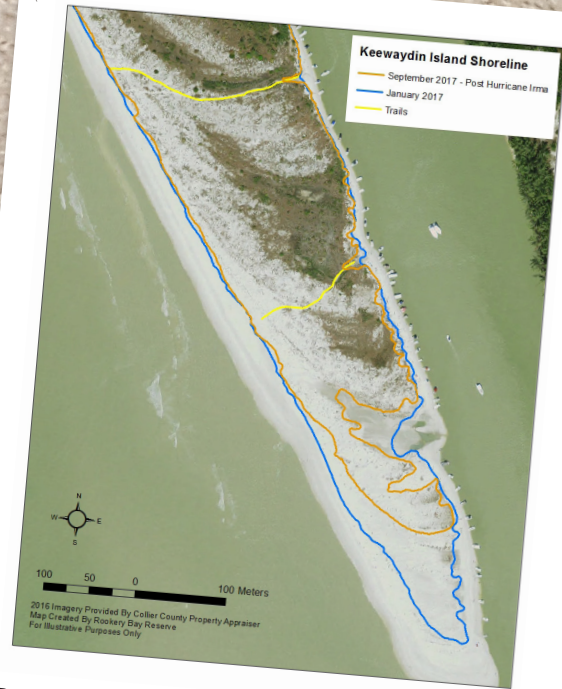 Keewaydin Island Shoreline
September 2017 - Post Hurricane Irma
January 2017
Trails
N
W E
S
100 50 0 100 Meters
2016 Imagery Provided By Collier County Property Appraiser
Map Created By Rookery Bay Reserve
For Illustrative Purposes Only